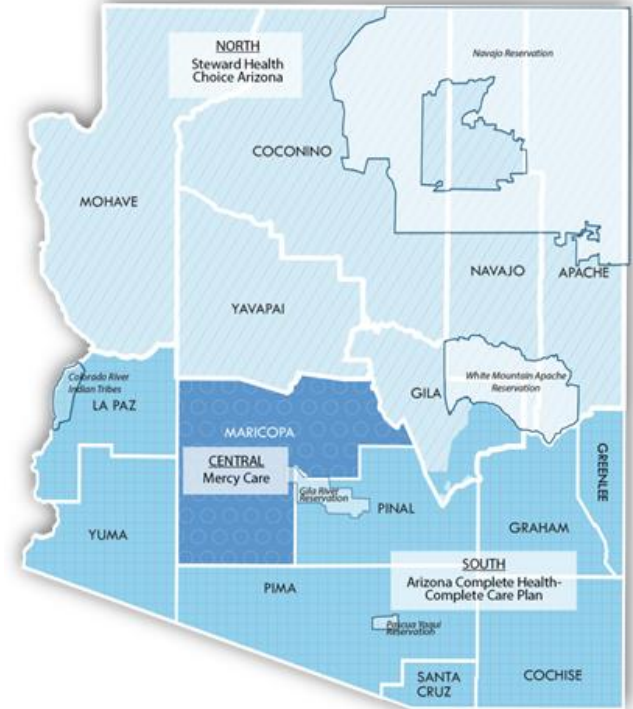 NORTH
Steward Health
Choice Arizona
Navajo Reservation
COCONINO
MOHAVE
NAVAJO
APACHE
YAVAPAI
Colorado River
Indian Tribes
White Mountain Apache
Reservation
GILA
LA PAZ
MARICOPA
GREENLEE
CENTRAL
Mercy Care
Gila River
Reservation
PINAL
YUMA
GRAHAM
SOUTH
Arizona Complete Health-
Complete Care Plan
PIMA
Pascua Yaqui
Reservation
SANTA
CRUZ
COCHISE